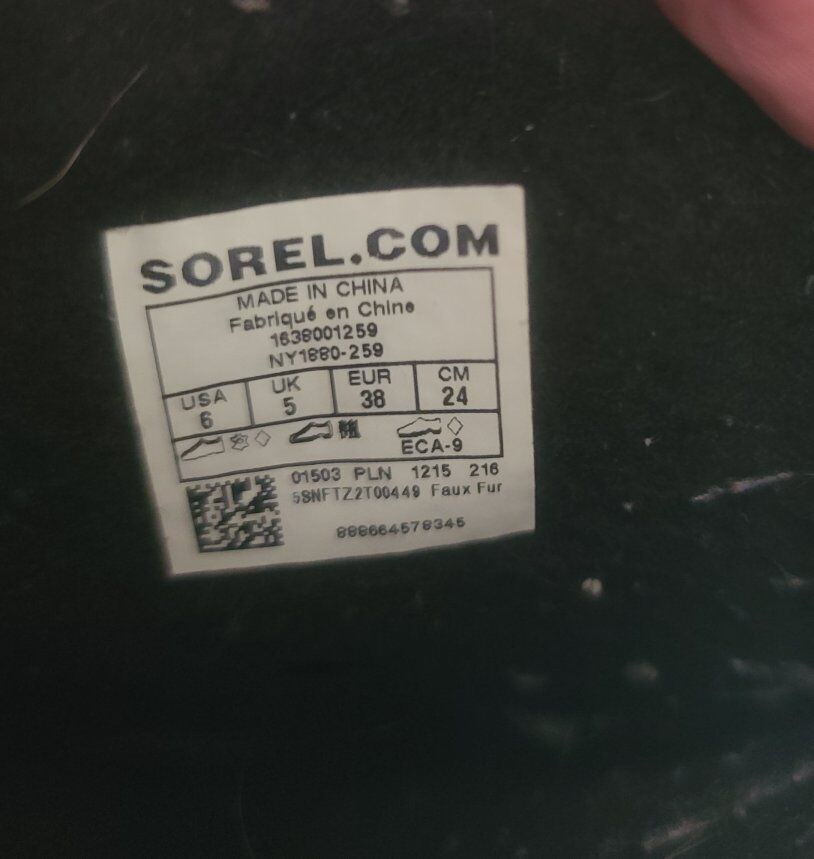 SOREL.COM
MADE IN CHINA
Fabriqué en Chine
1638001259
NY1880-259
USA UK EUR CM
6 5 38 24
ECA-9
01503 PLN 1215 216
5SNFTZ2T00449 Faux Fur
888664578345